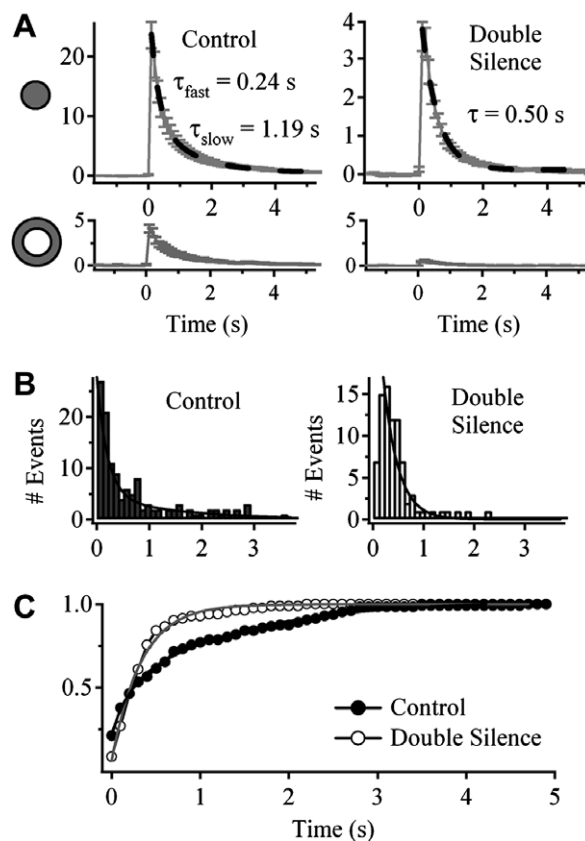 A
Control
Double
Silence
τfast = 0.24 s
τslow = 1.19 s
τ = 0.50 s
20
10
0
4
3
2
1
0
0 2 4
0 2 4
5
0
5
0
0 2 4
0 2 4
Time (s)
Time (s)
B
Control
Double
Silence
# Events
20
10
0
# Events
15
10
5
0
0 1 2 3
0 1 2 3
C
1.0
0.5
Control
Double Silence
0 1 2 3 4 5
Time (s)